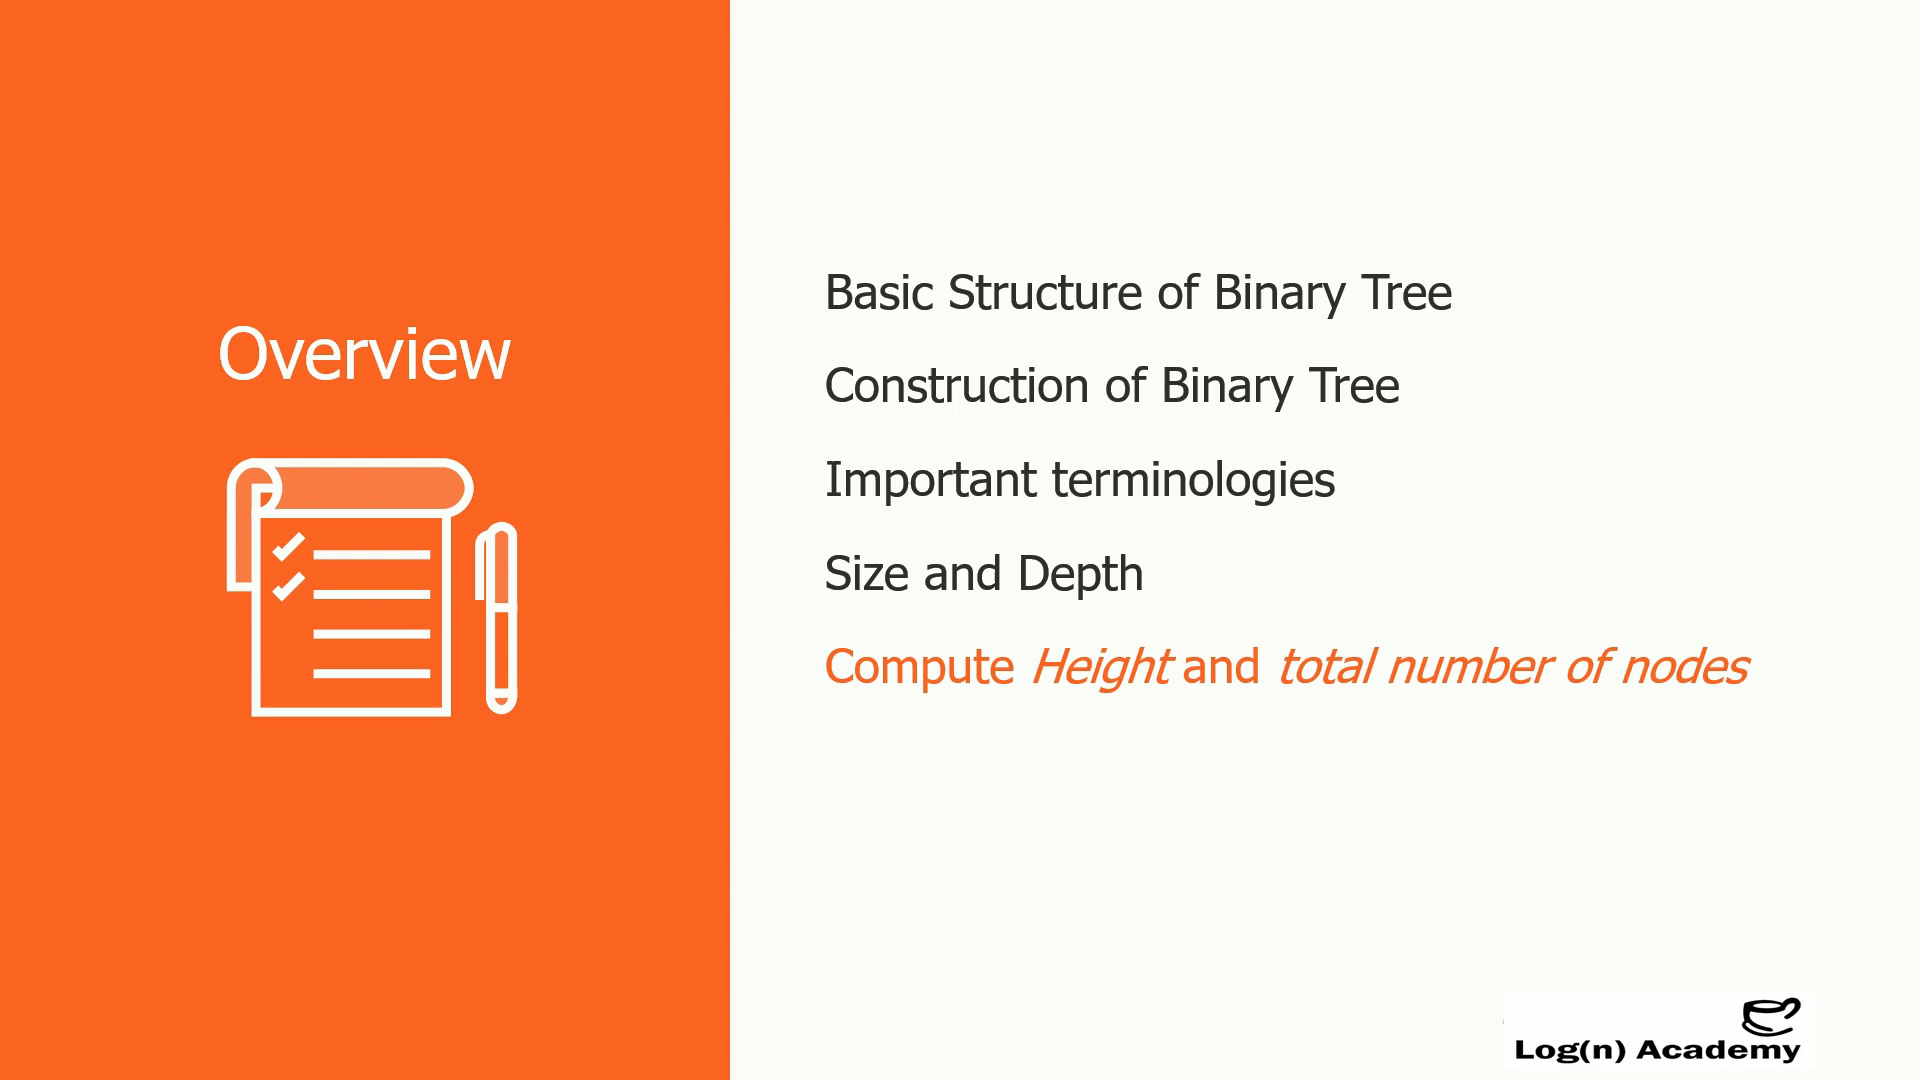 Overview
Basic Structure of Binary Tree
Construction of Binary Tree
Important terminologies
Size and Depth
Compute Height and total number of nodes
Log(n) Academy